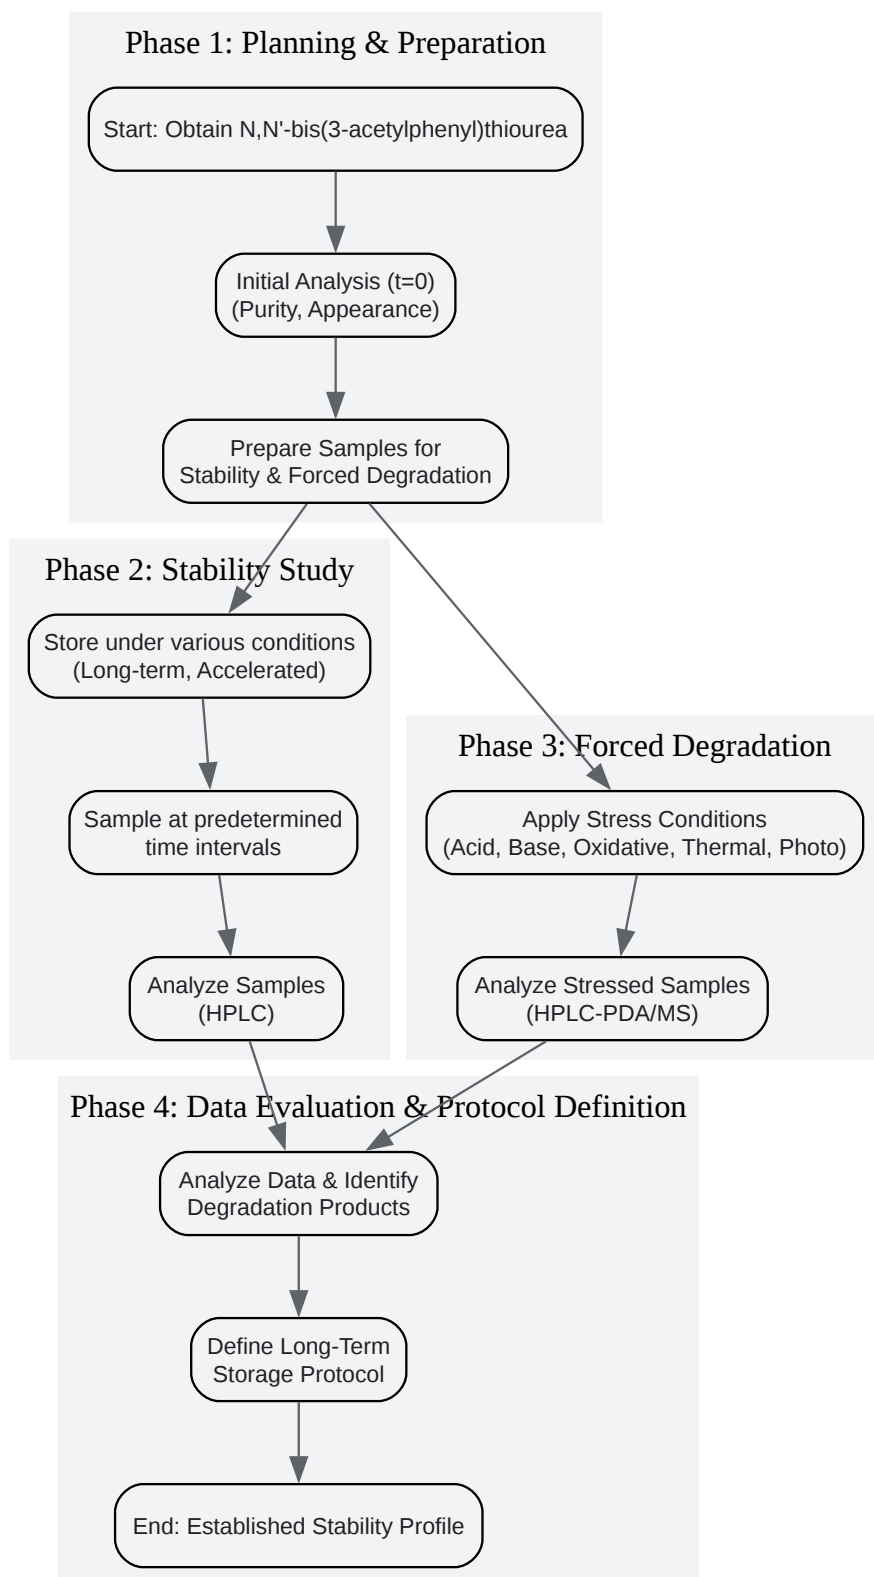 Phase 1: Planning & Preparation
Start: Obtain N,N'-bis(3-acetylphenyl)thiourea
Initial Analysis (t=0)
(Purity, Appearance)
Prepare Samples for
Stability & Forced Degradation
Phase 2: Stability Study
Store under various conditions
(Long-term, Accelerated)
Sample at predetermined
time intervals
Analyze Samples
(HPLC)
Phase 3: Forced Degradation
Apply Stress Conditions
(Acid, Base, Oxidative, Thermal, Photo)
Analyze Stressed Samples
(HPLC-PDA/MS)
Phase 4: Data Evaluation & Protocol Definition
Analyze Data & Identify
Degradation Products
Define Long-Term
Storage Protocol
End: Established Stability Profile